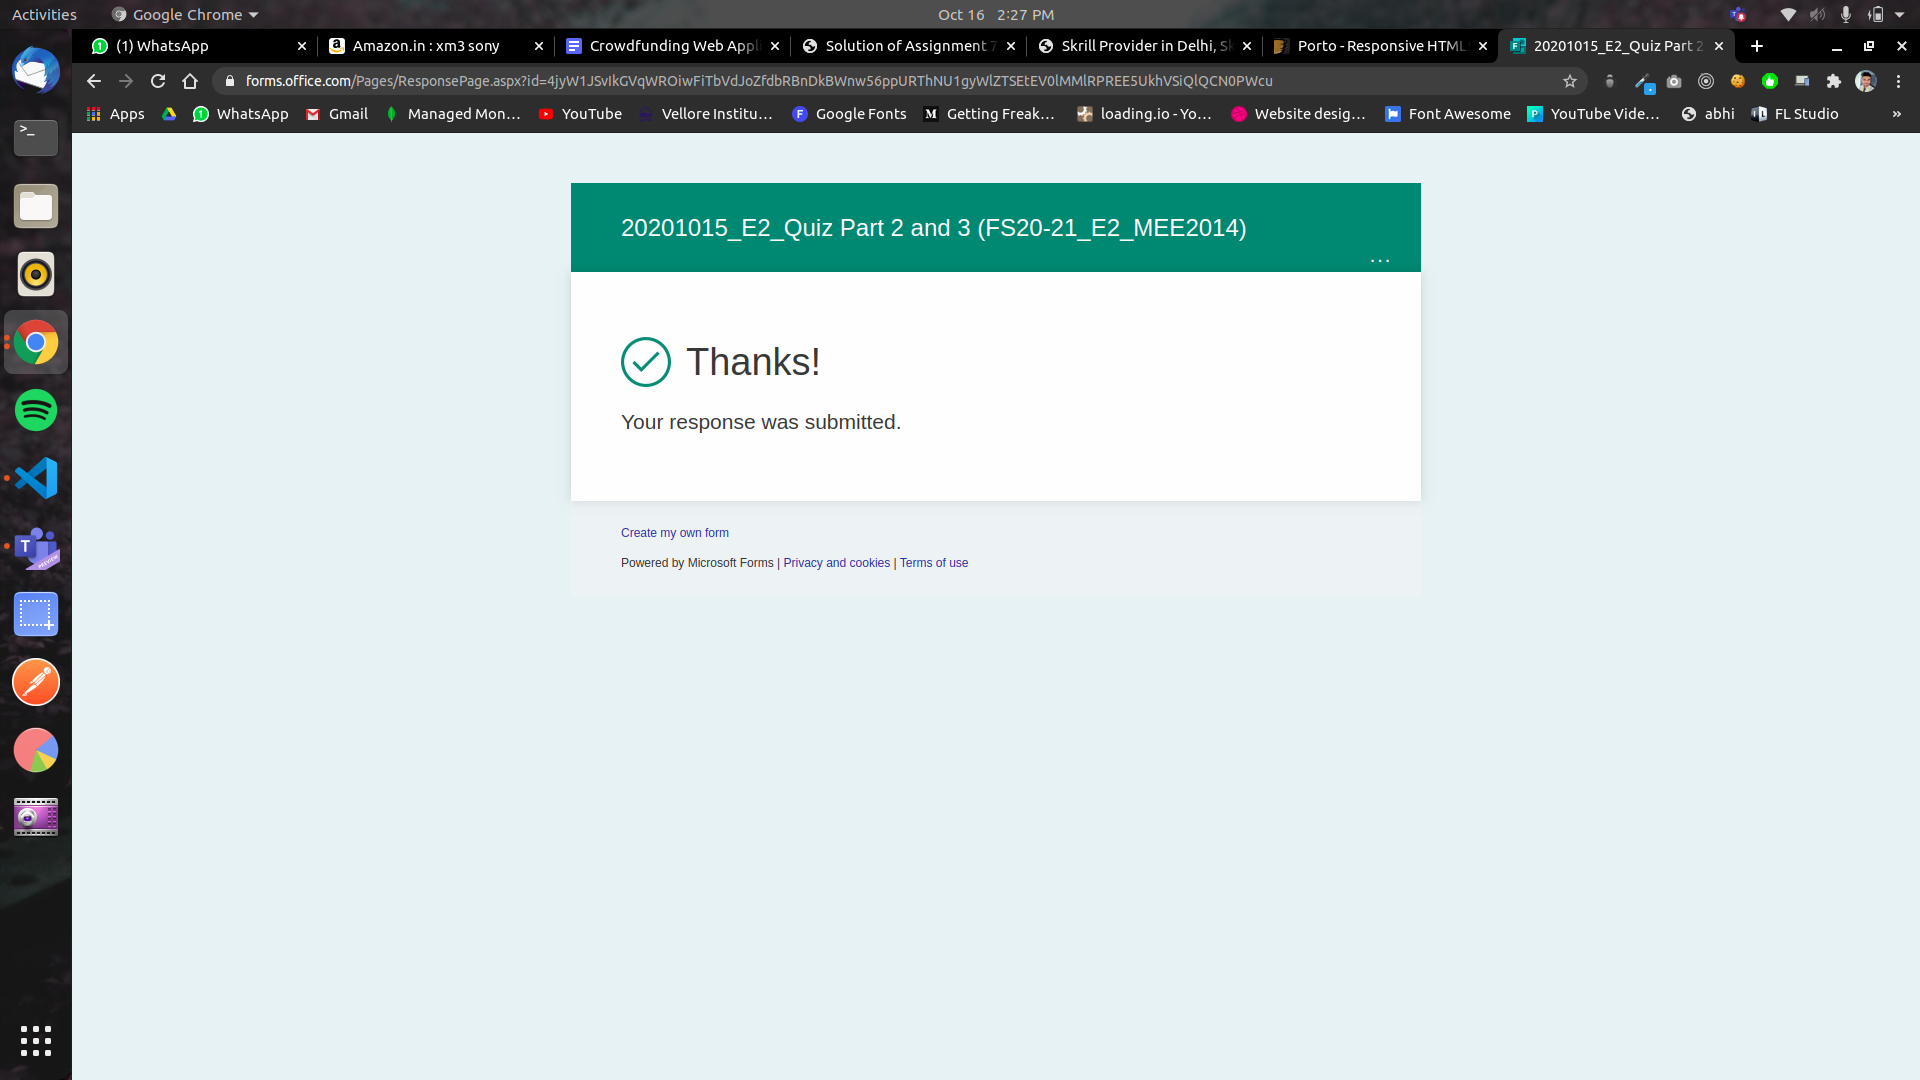 Activities
Google Chrome
Oct 16 2:27 PM
(1) WhatsApp
Amazon.in : xm3 sony
Crowdfunding Web Appli
Solution of Assignment 7
Skrill Provider in Delhi, Sk
Porto - Responsive HTML
20201015_E2_Quiz Part 2
forms.office.com/Pages/ResponsePage.aspx?id=4jyW1JSvIkGVqWROiwFiTbVdJoZfdbRBnDkBWnw56ppURThNU1gyWlZTSEtEV0lMMlRPREE5UkhVSiQlQCN0PWcu
Apps
WhatsApp
Gmail
Managed Mon…
YouTube
Vellore Institu…
Google Fonts
Getting Freak…
loading.io - Yo…
Website desig…
Font Awesome
YouTube Vide…
abhi
FL Studio
»
20201015_E2_Quiz Part 2 and 3 (FS20-21_E2_MEE2014)
...
Thanks!
Your response was submitted.
Create my own form
Powered by Microsoft Forms | Privacy and cookies | Terms of use